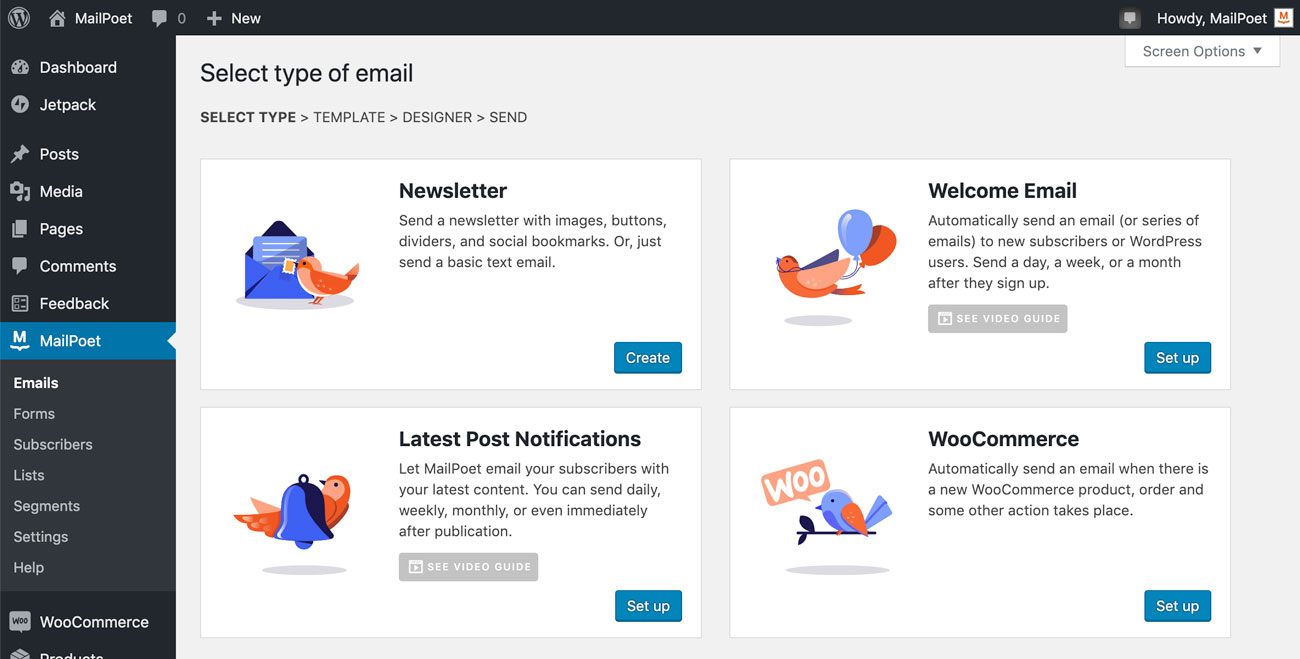 MailPoet 0 New Howdy, MailPoet M
Screen Options
Dashboard
Jetpack
Posts
Media
Pages
Comments
Feedback
M MailPoet
Emails
Forms
Subscribers
Lists
Segments
Settings
Help
WOO WooCommerce
Products
Select type of email
SELECT TYPE > TEMPLATE > DESIGNER > SEND
Newsletter
Send a newsletter with images, buttons,
dividers, and social bookmarks. Or, just
send a basic text email.
Create
Welcome Email
Automatically send an email (or series of
emails) to new subscribers or WordPress
users. Send a day, a week, or a month
after they sign up.
SEE VIDEO GUIDE
Set up
Latest Post Notifications
Let MailPoet email your subscribers with
your latest content. You can send daily,
weekly, monthly, or even immediately
after publication.
SEE VIDEO GUIDE
Set up
WOO
WooCommerce
Automatically send an email when there is
a new WooCommerce product, order and
some other action takes place.
Set up